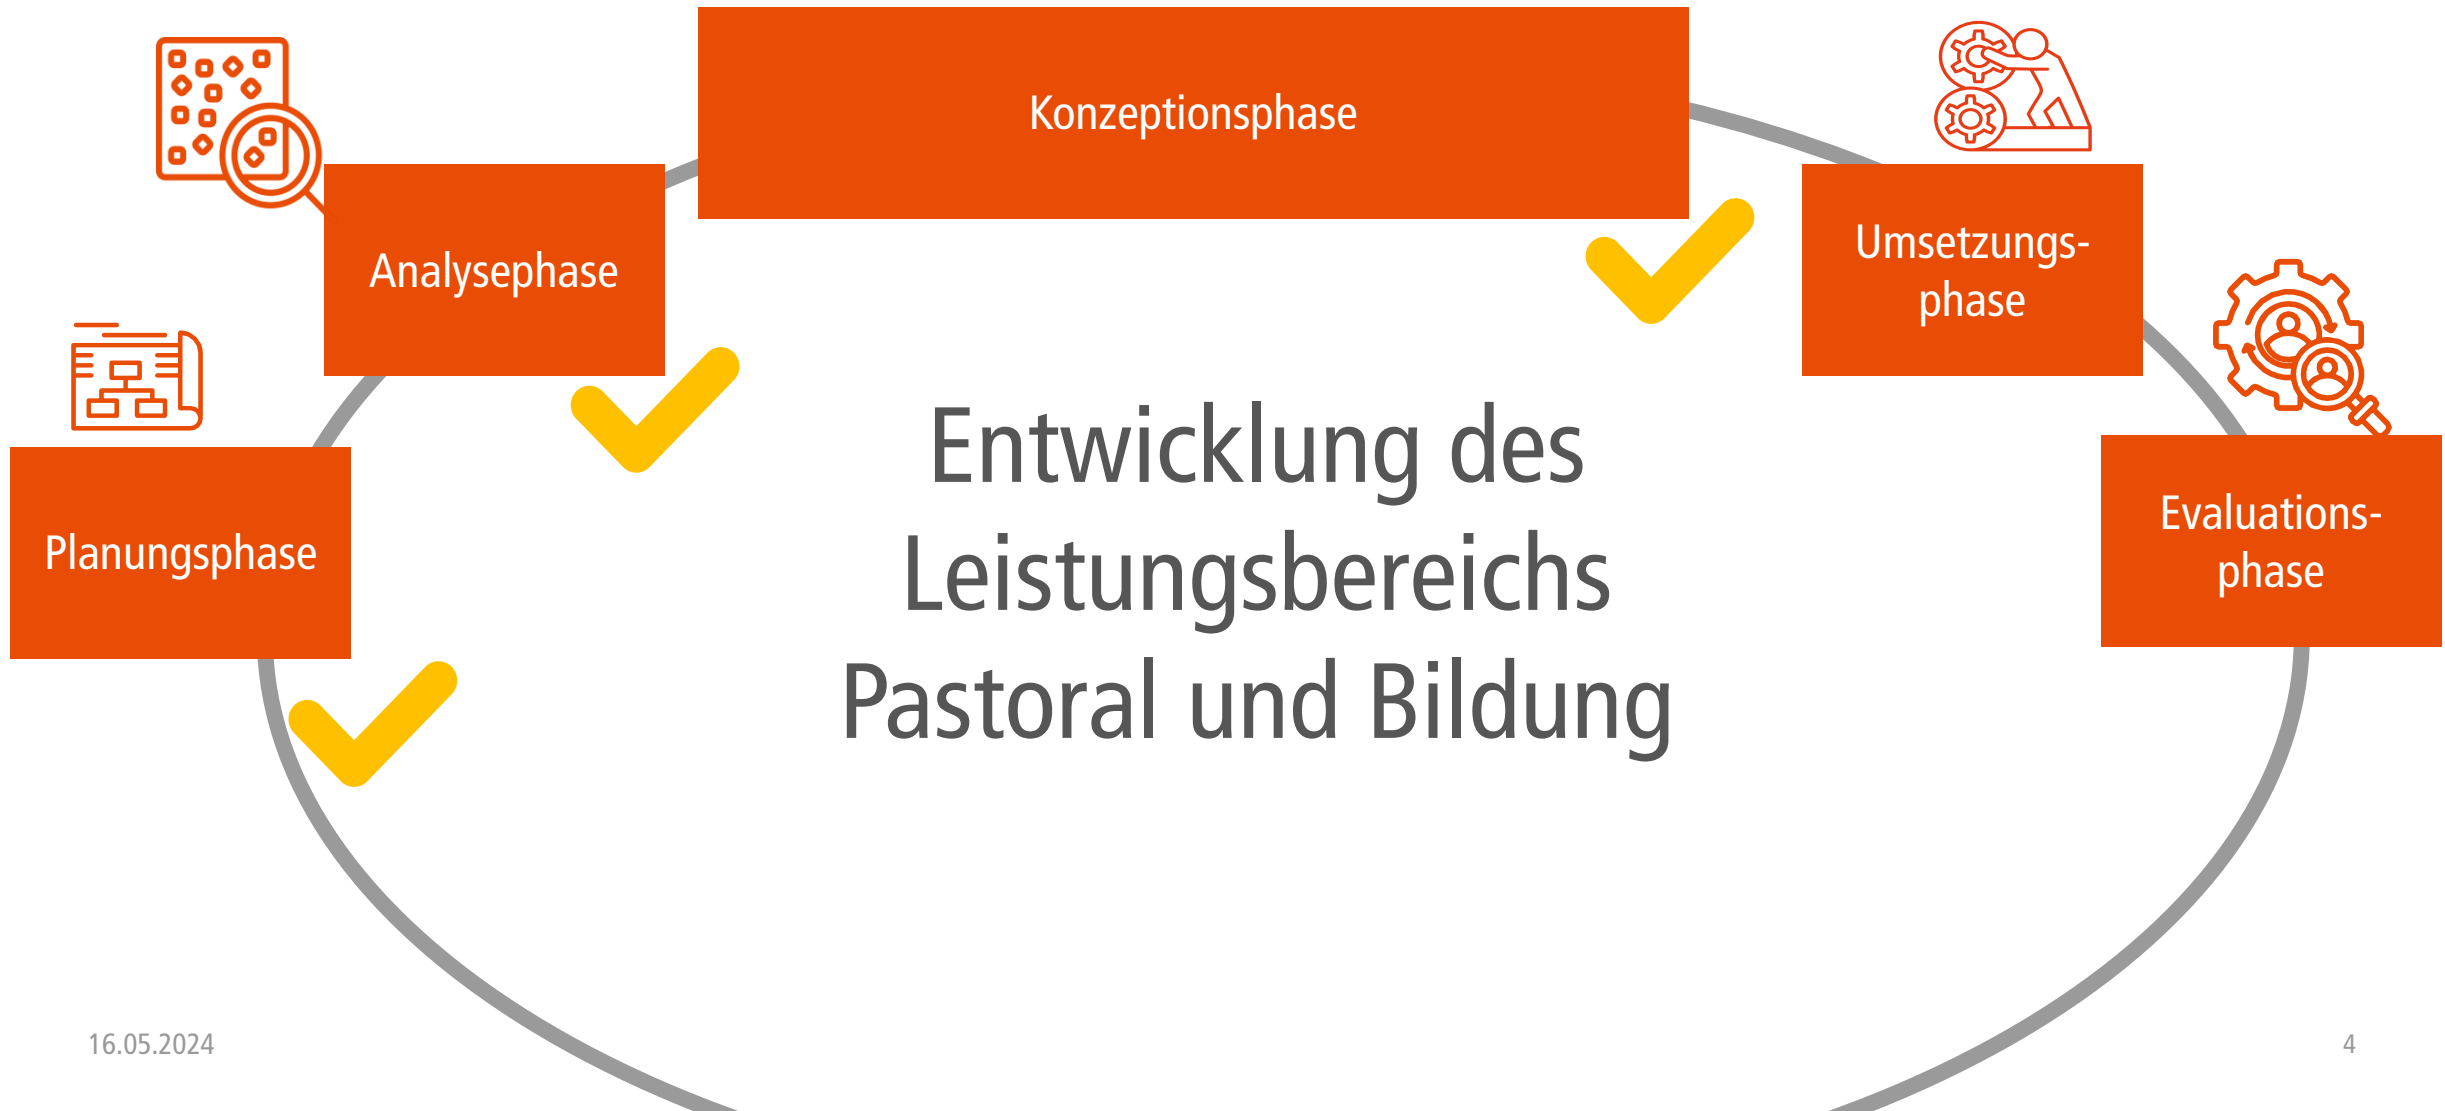 Konzeptionsphase
Analysephase
Umsetzungs-
phase
Planungsphase
Evaluations-
phase
Entwicklung des
Leistungsbereichs
Pastoral und Bildung
16.05.2024
4